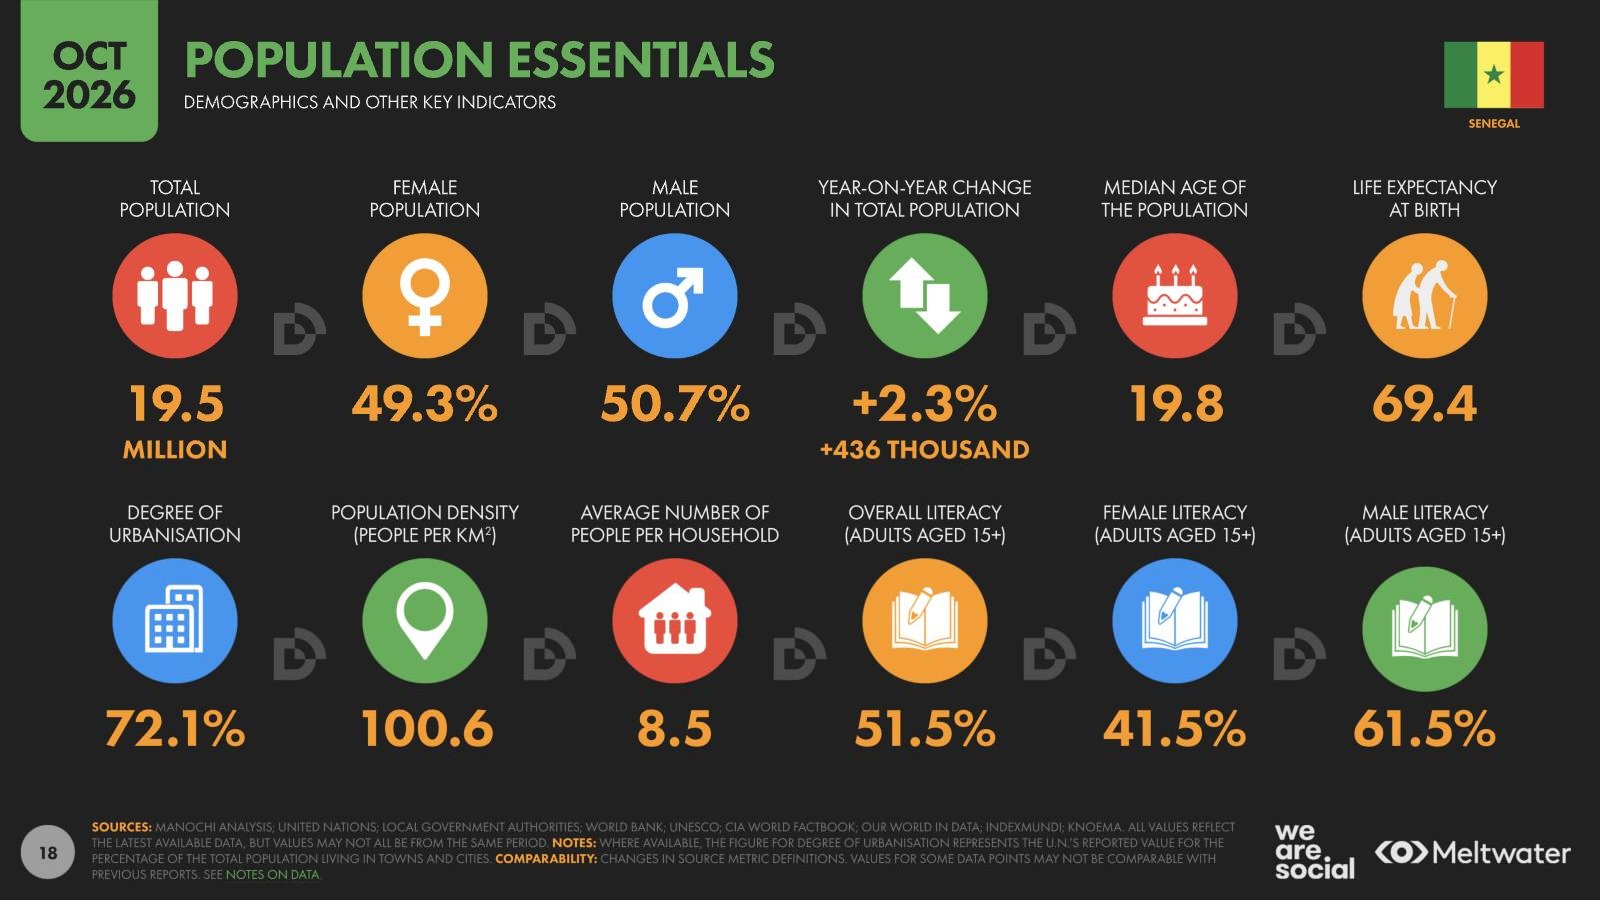 OCT
2026
POPULATION ESSENTIALS
DEMOGRAPHICS AND OTHER KEY INDICATORS
SENEGAL
TOTAL
POPULATION
19.5
MILLION
FEMALE
POPULATION
49.3%
MALE
POPULATION
50.7%
YEAR-ON-YEAR CHANGE
IN TOTAL POPULATION
+2.3%
+436 THOUSAND
MEDIAN AGE OF
THE POPULATION
19.8
LIFE EXPECTANCY
AT BIRTH
69.4
DEGREE OF
URBANISATION
72.1%
POPULATION DENSITY
(PEOPLE PER KM²)
100.6
AVERAGE NUMBER OF
PEOPLE PER HOUSEHOLD
8.5
OVERALL LITERACY
(ADULTS AGED 15+)
51.5%
FEMALE LITERACY
(ADULTS AGED 15+)
41.5%
MALE LITERACY
(ADULTS AGED 15+)
61.5%
18
SOURCES: MANOCHI ANALYSIS; UNITED NATIONS; LOCAL GOVERNMENT AUTHORITIES; WORLD BANK; UNESCO; CIA WORLD FACTBOOK; OUR WORLD IN DATA; INDEXMUNDI; KNOEMA. ALL VALUES REFLECT
THE LATEST AVAILABLE DATA, BUT VALUES MAY NOT ALL BE FROM THE SAME PERIOD. NOTES: WHERE AVAILABLE, THE FIGURE FOR DEGREE OF URBANISATION REPRESENTS THE U.N.'S REPORTED VALUE FOR THE
PERCENTAGE OF THE TOTAL POPULATION LIVING IN TOWNS AND CITIES. COMPARABILITY: CHANGES IN SOURCE METRIC DEFINITIONS. VALUES FOR SOME DATA POINTS MAY NOT BE COMPARABLE WITH
PREVIOUS REPORTS. SEE NOTES ON DATA.
we
are
social
Meltwater